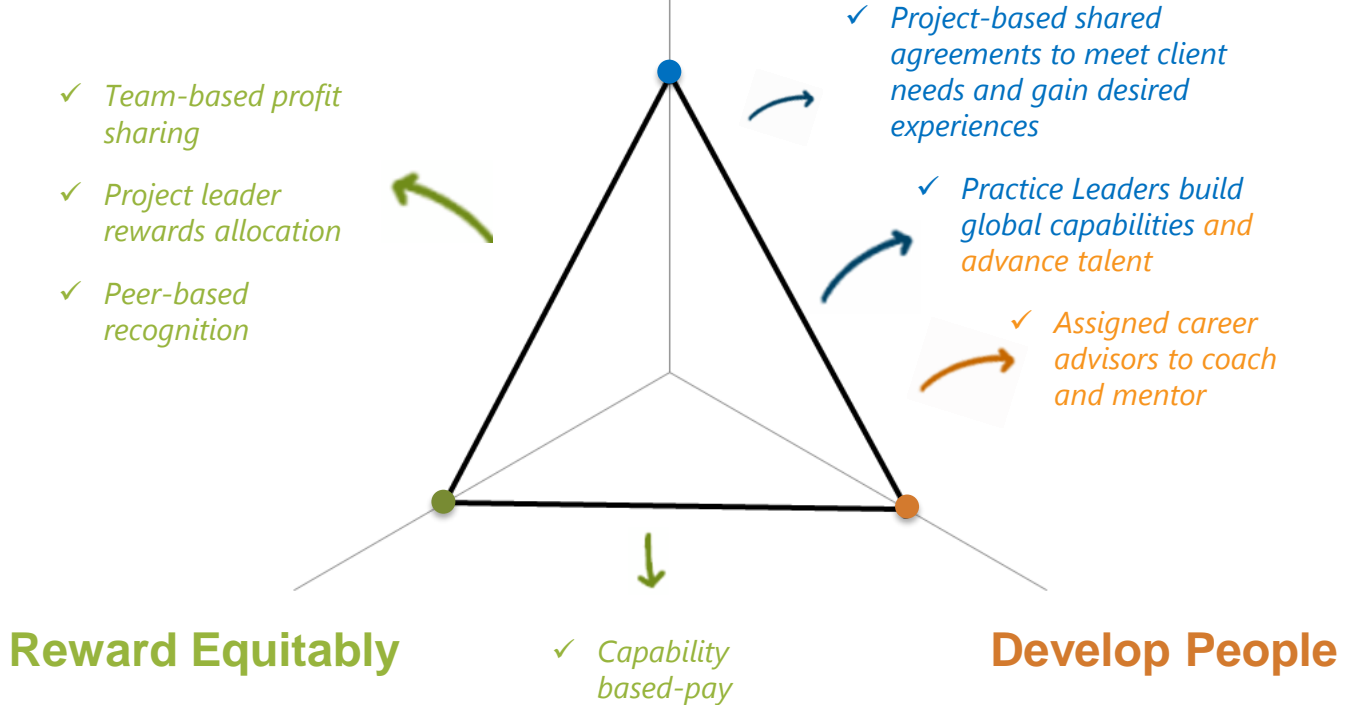 ✓ Project-based shared
agreements to meet client
needs and gain desired
experiences
✓ Team-based profit
sharing
✓ Project leader
rewards allocation
✓ Peer-based
recognition
✓ Practice Leaders build
global capabilities and
advance talent
✓ Assigned career
advisors to coach
and mentor
Reward Equitably
✓ Capability
based-pay
Develop People